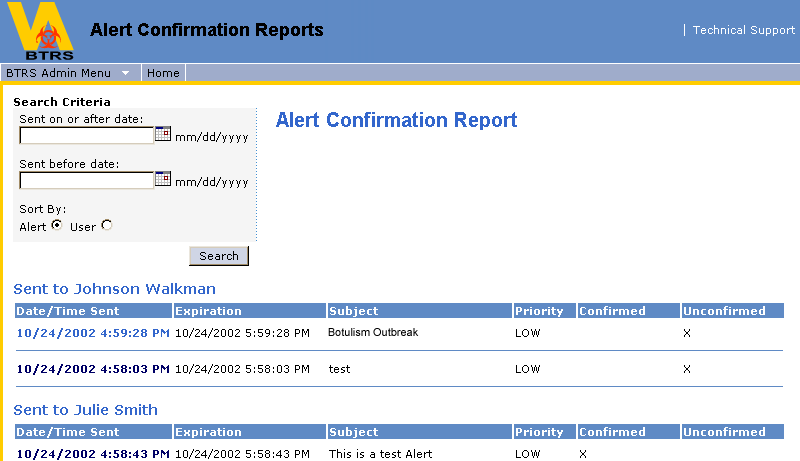 VA
BTRS
Alert Confirmation Reports
| Technical Support
BTRS Admin Menu
Home
Search Criteria
Sent on or after date:
mm/dd/yyyy
Sent before date:
mm/dd/yyyy
Sort By:
Alert User
Search
Alert Confirmation Report
Sent to Johnson Walkman
Date/Time Sent Expiration Subject Priority Confirmed Unconfirmed
10/24/2002 4:59:28 PM 10/24/2002 5:59:28 PM Botulism Outbreak LOW X
10/24/2002 4:58:03 PM 10/24/2002 5:58:03 PM test LOW X
Sent to Julie Smith
Date/Time Sent Expiration Subject Priority Confirmed Unconfirmed
10/24/2002 4:58:43 PM 10/24/2002 5:58:43 PM This is a test Alert LOW X